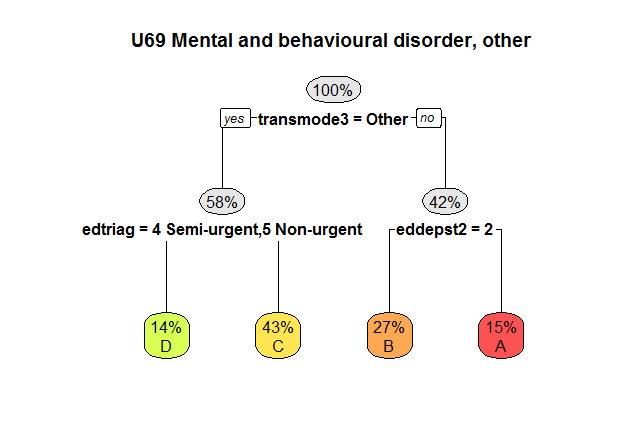 U69 Mental and behavioural disorder, other
100%
yes transmode3 = Other no
58% 42%
edtriag = 4 Semi-urgent,5 Non-urgent eddepst2 = 2
14% 43% 27% 15%
D C B A